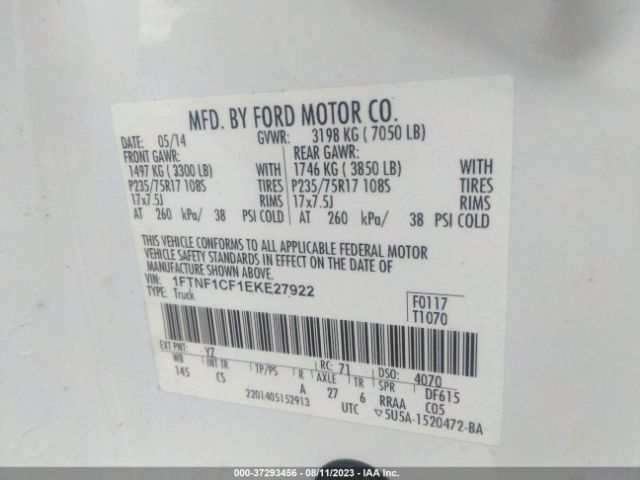 MFD. BY FORD MOTOR CO.
DATE: 05/14 GVWR: 3198 KG ( 7050 LB)
FRONT GAWR: REAR GAWR:
1497 KG ( 3300 LB) WITH 1746 KG ( 3850 LB) WITH
P235/75R17 108S TIRES P235/75R17 108S TIRES
17x7.5J RIMS 17x7.5J RIMS
AT 260 kPa/ 38 PSI COLD AT 260 kPa/ 38 PSI COLD
THIS VEHICLE CONFORMS TO ALL APPLICABLE FEDERAL MOTOR
VEHICLE SAFETY STANDARDS IN EFFECT ON THE DATE OF
MANUFACTURE SHOWN ABOVE.
VIN: 1FTNF1CF1EKE27922
TYPE: Truck
F0117
T1070
EXT PNT: YZ RC: 71 DSO: 4070
WB INT TR TP/PS R AXLE TR SPR DF615
145 CS A 27 6 RRAA C05
2201405152913 UTC ▽5U5A-1520472-BA
000-37293456 - 08/11/2023 - IAAI.com